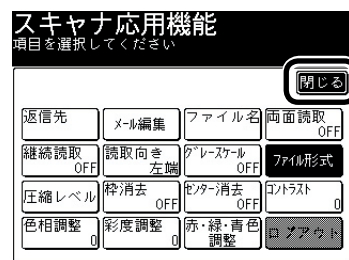 スキャナ応用機能
項目を選択してください
閉じる
返信先
ﾒｰﾙ編集
ファイル名
両面読取
OFF
継続読取
OFF
読取向き
左端
ｸﾞﾚｰｽｹｰﾙ
OFF
ﾌｧｲﾙ形式
圧縮レベル
枠消去
OFF
ｾﾝﾀｰ消去
OFF
ｺﾝﾄﾗｽﾄ
0
色相調整
0
彩度調整
0
赤・緑・青色
調整
ログアウト